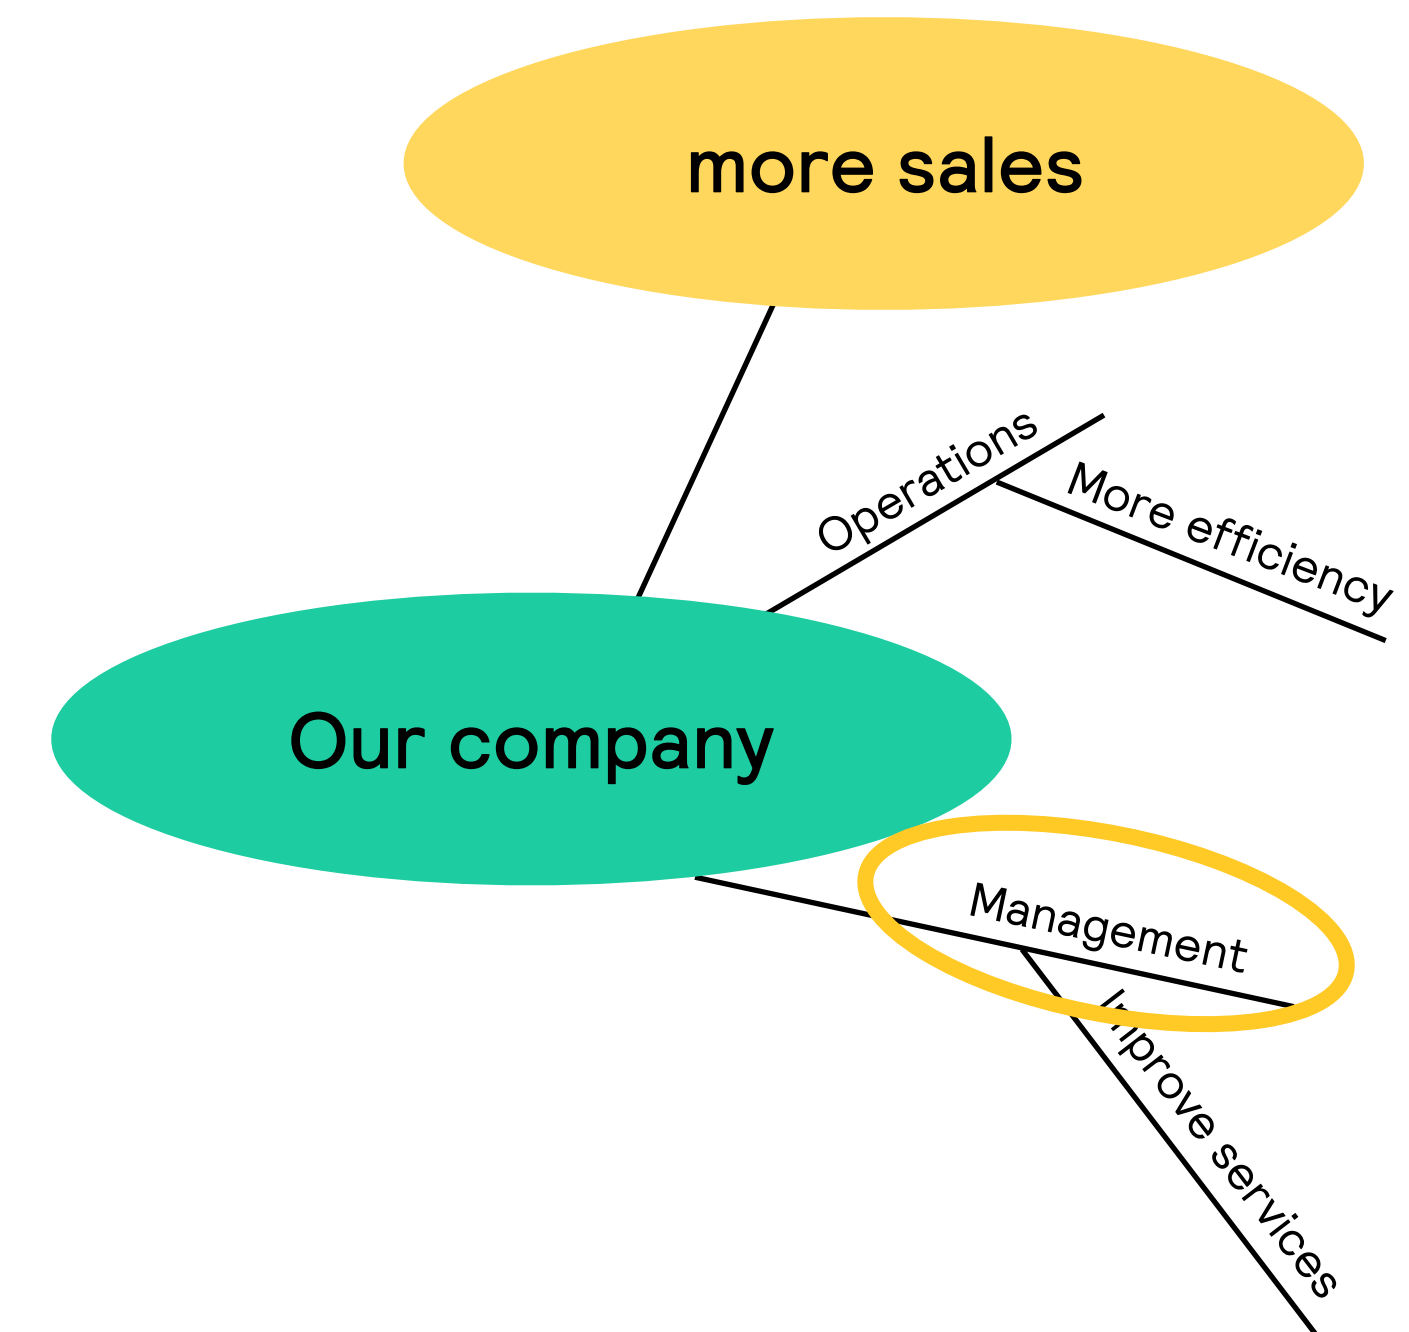 more sales
Operations
More efficiency
Our company
Management
Improve services